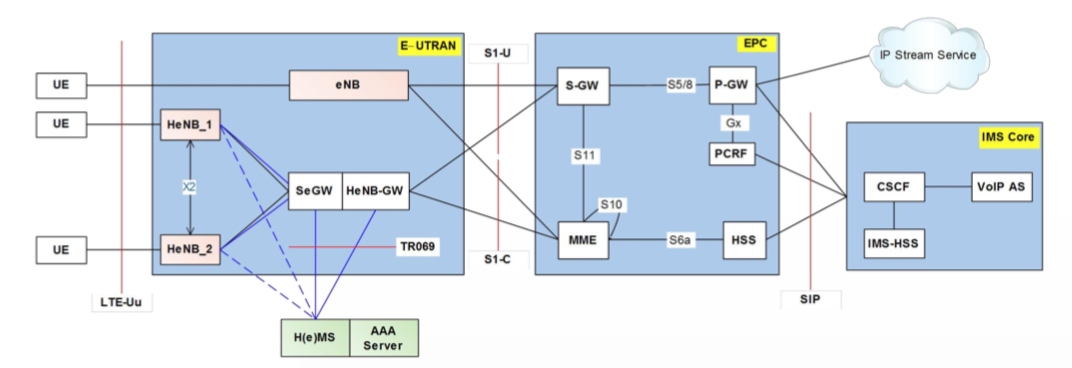 E-UTRAN
S1-U
EPC
IP Stream Service
UE
eNB
S-GW
S5/8
P-GW
UE
HeNB_1
Gx
IMS Core
S11
PCRF
X2
SeGW
HeNB-GW
CSCF
VoIP AS
S10
UE
HeNB_2
TR069
MME
S6a
HSS
IMS-HSS
S1-C
LTE-Uu
SIP
H(e)MS
AAA
Server